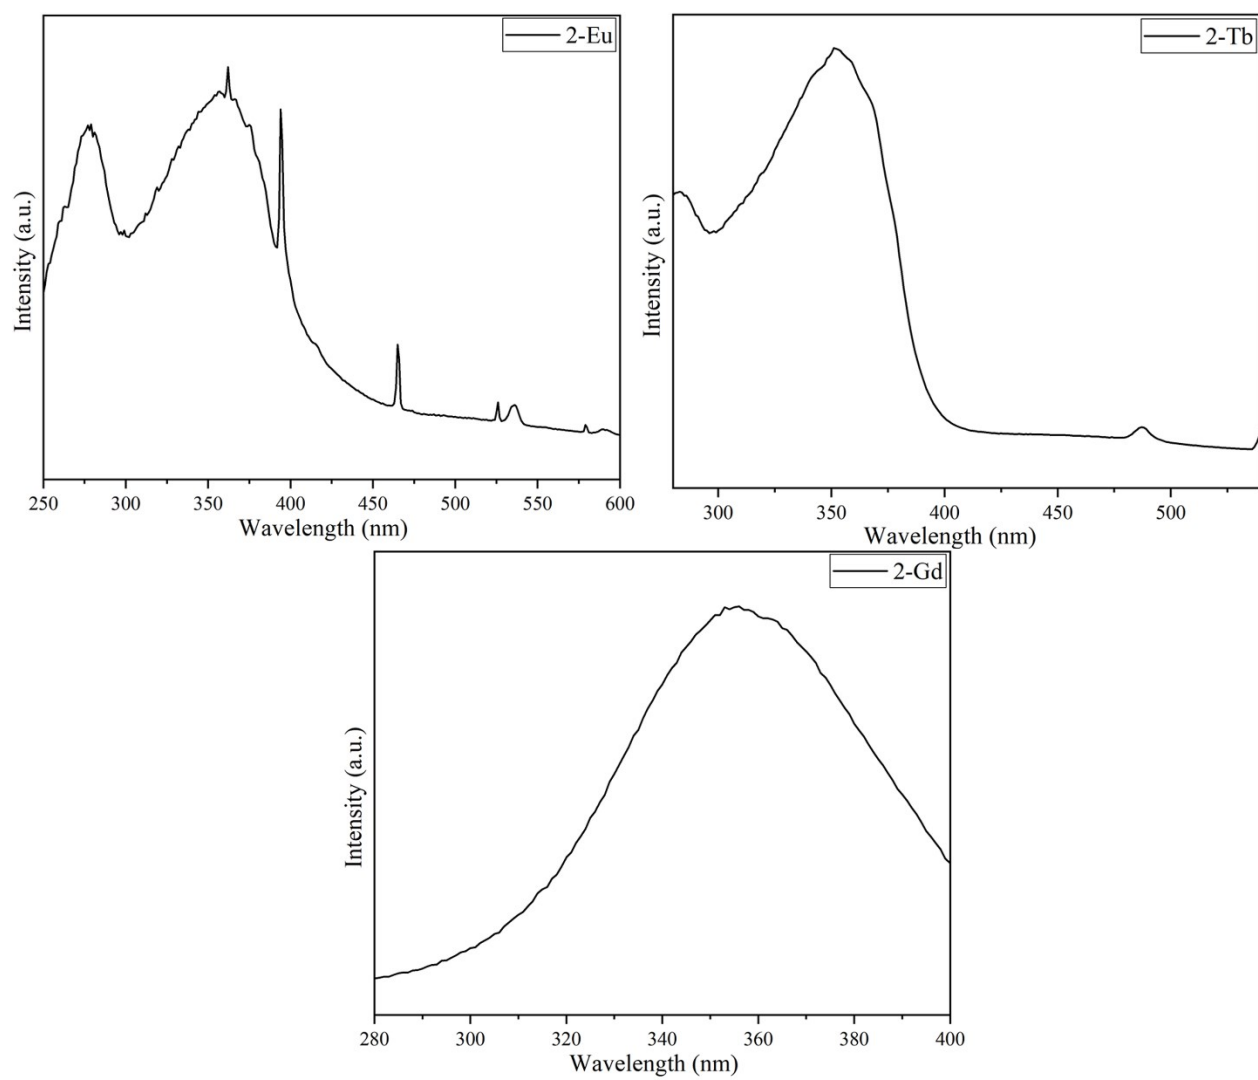 2-Eu
Intensity (a.u.)
250 300 350 400 450 500 550 600
Wavelength (nm)
2-Tb
Intensity (a.u.)
300 350 400 450 500
Wavelength (nm)
2-Gd
Intensity (a.u.)
280 300 320 340 360 380 400
Wavelength (nm)